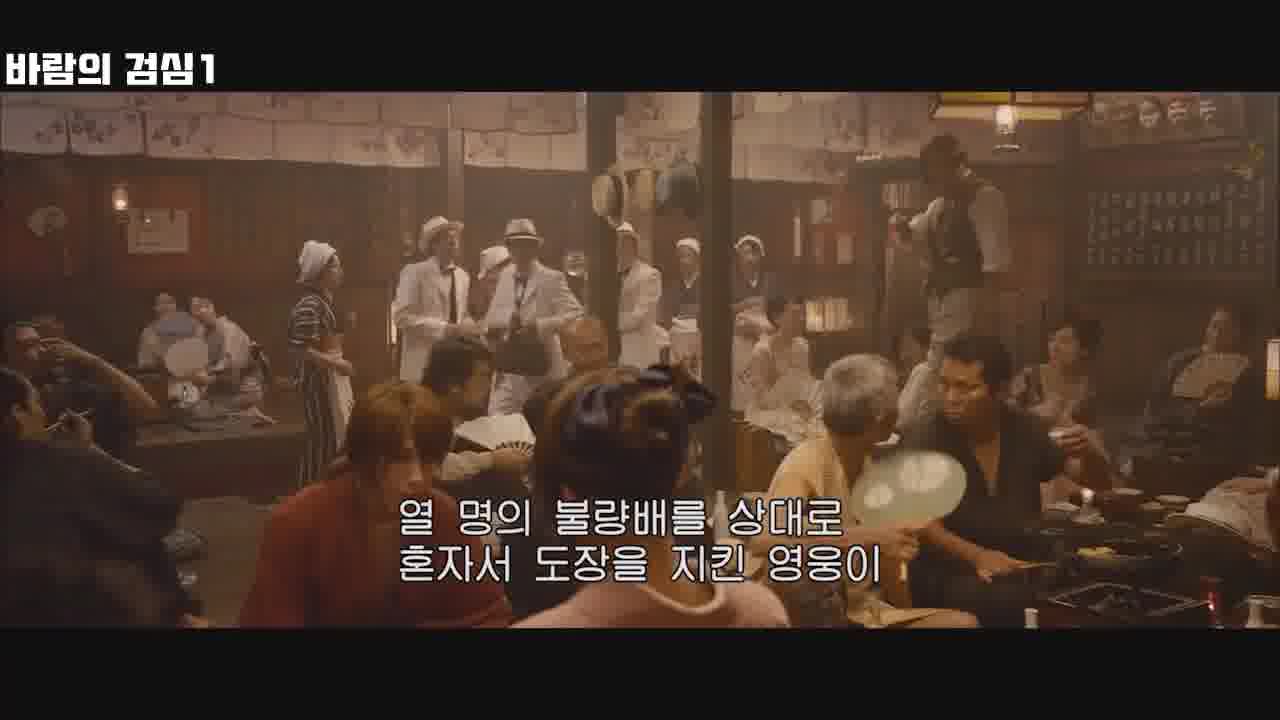 바람의 검심1
열 명의 불량배를 상대로
혼자서 도장을 지킨 영웅이